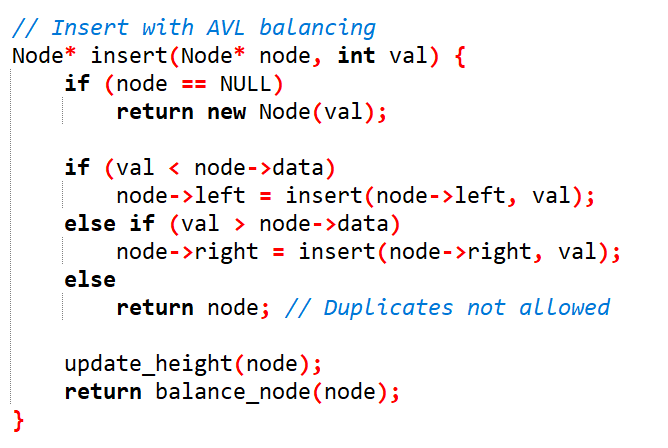 // Insert with AVL balancing
Node* insert(Node* node, int val) {
    if (node == NULL)
        return new Node(val);

    if (val < node->data)
        node->left = insert(node->left, val);
    else if (val > node->data)
        node->right = insert(node->right, val);
    else
        return node; // Duplicates not allowed

    update_height(node);
    return balance_node(node);
}